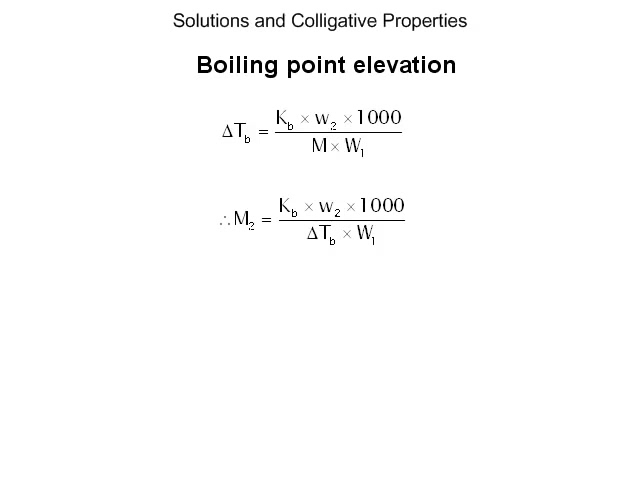 Solutions and Colligative Properties
Boiling point elevation
ΔT_b = (K_b × w_2 × 1000) / (M × W_1)
∴ M_2 = (K_b × w_2 × 1000) / (ΔT_b × W_1)